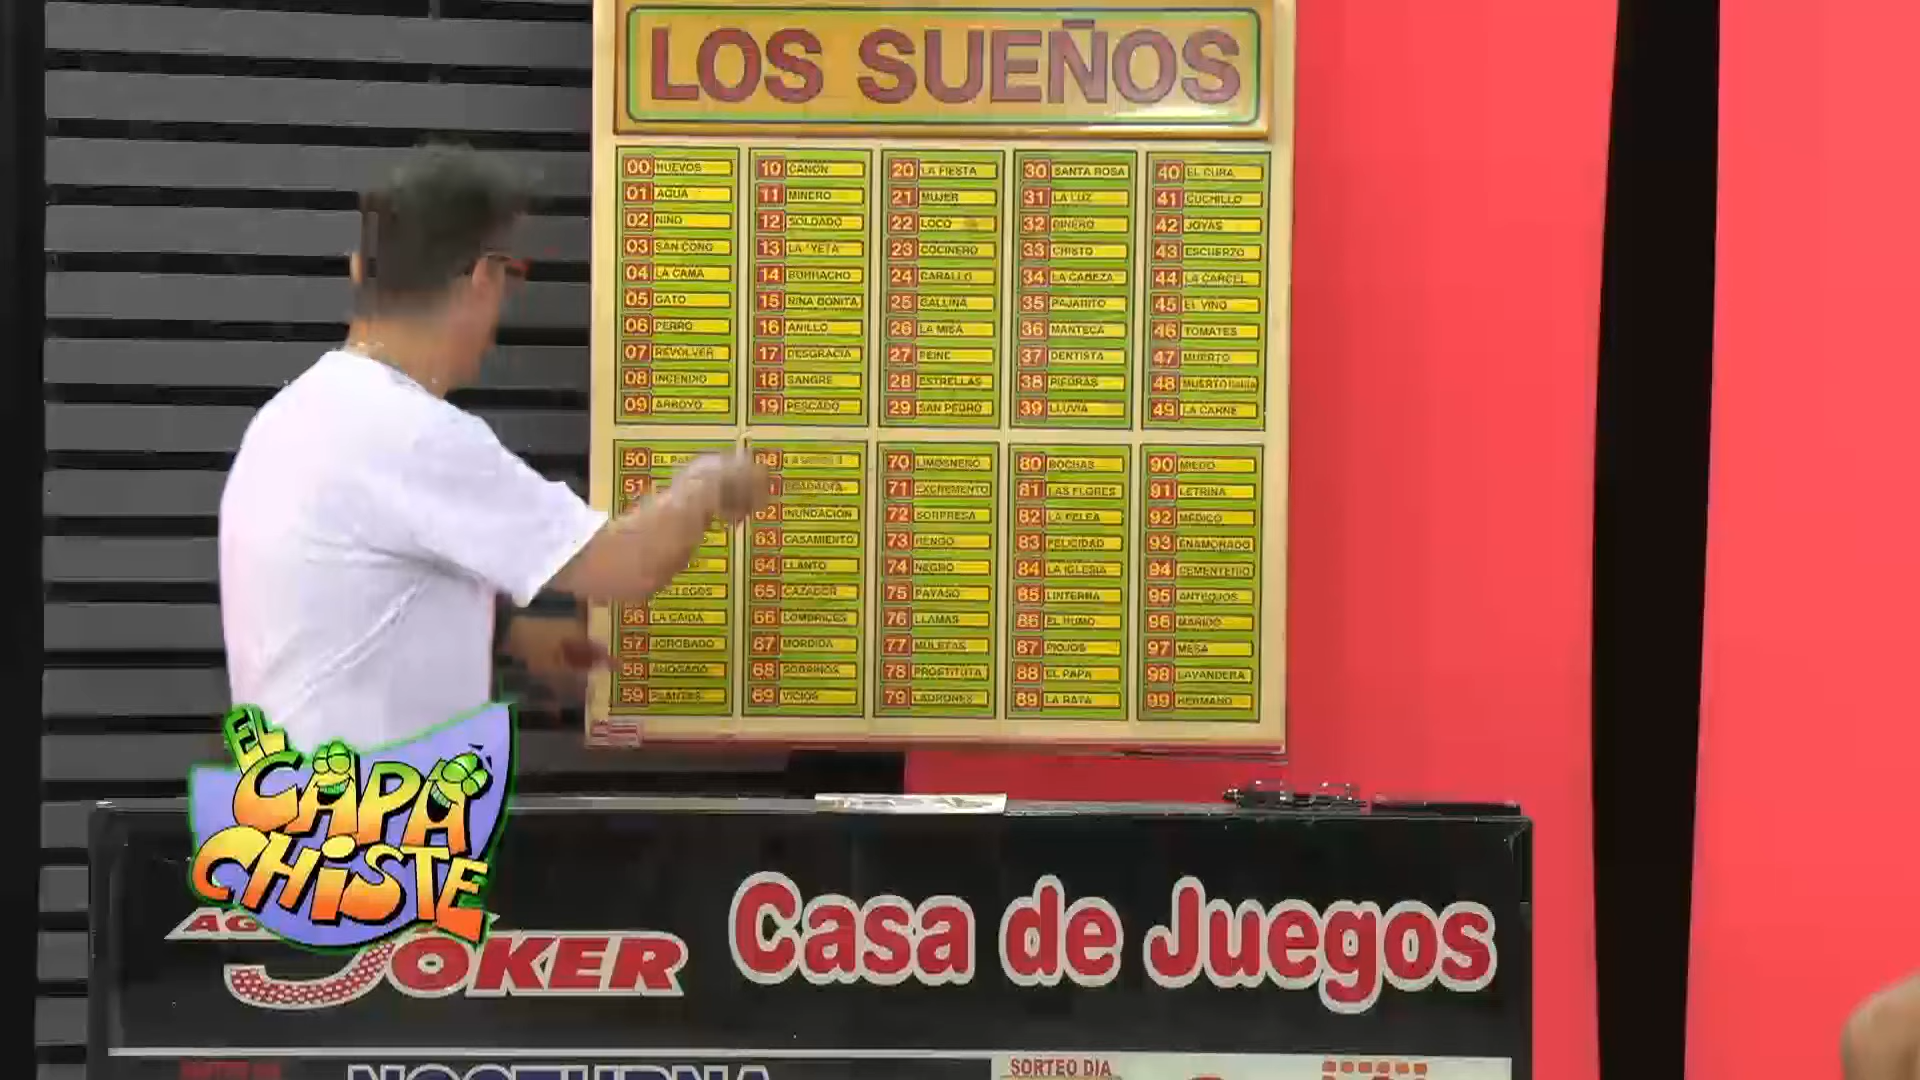 LOS SUEÑOS
00 HUEVOS
01 AGUA
02 NIÑO
03 SAN CONO
04 LA CAMA
05 GATO
06 PERRO
07 REVOLVER
08 INCENDIO
09 ARROYO
10 CAÑON
11 MINERO
12 SOLDADO
13 LA YETA
14 BORRACHO
15 NIÑA BONITA
16 ANILLO
17 DESGRACIA
18 SANGRE
19 PESCADO
20 LA FIESTA
21 MUJER
22 LOCO
23 COCINERO
24 CABALLO
25 GALLINA
26 LA MISA
27 PEINE
28 ESTRELLAS
29 SAN PEDRO
30 SANTA ROSA
31 LA LUZ
32 DINERO
33 CRISTO
34 LA CABEZA
35 PAJARITO
36 MANTECA
37 DENTISTA
38 PIEDRAS
39 LLUVIA
40 EL CURA
41 CUCHILLO
42 JOYAS
43 ESCUERZO
44 LA CARCEL
45 EL VINO
46 TOMATES
47 MUERTO
48 MUERTO Habla
49 LA CARNE
50 EL
51
56 LA CAIDA
57 JOROBADO
58 AHOGADO
59 PLANTAS
62 INUNDACION
63 CASAMIENTO
64 LLANTO
65 CAZADOR
66 LOMBRICES
67 MORDIDA
68 SOBRINOS
69 VICIOS
70 LIMOSNERO
71 EXCREMENTO
72 SORPRESA
73 RENGO
74 NEGRO
75 PAYASO
76 LLAMAS
77 MULETAS
78 PROSTITUTA
79 LADRONES
80 BOCHAS
81 LAS FLORES
82 LA PELEA
83 FELICIDAD
84 LA IGLESIA
85 LINTERNA
86 EL HUMO
87 PIOJOS
88 EL PAPA
89 LA RATA
90 MIEDO
91 LETRINA
92 MEDICO
93 ENAMORADO
94 CEMENTERIO
95 ANTEOJOS
96 MARIDO
97 MESA
98 LAVANDERA
99 HERMANO
EL
CAPA
CHISTE
JOKER
Casa de Juegos
NOCTURNA
SORTEO DIA